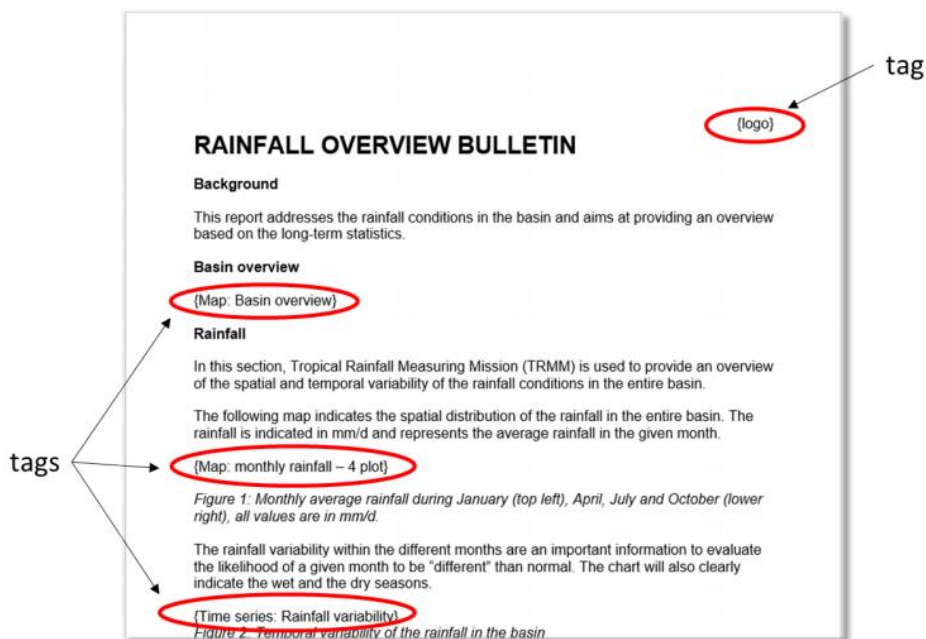 tag
{logo}
RAINFALL OVERVIEW BULLETIN
Background
This report addresses the rainfall conditions in the basin and aims at providing an overview
based on the long-term statistics.
Basin overview
{Map: Basin overview}
Rainfall
In this section, Tropical Rainfall Measuring Mission (TRMM) is used to provide an overview
of the spatial and temporal variability of the rainfall conditions in the entire basin.
The following map indicates the spatial distribution of the rainfall in the entire basin. The
rainfall is indicated in mm/d and represents the average rainfall in the given month.
tags
{Map: monthly rainfall – 4 plot}
Figure 1: Monthly average rainfall during January (top left), April, July and October (lower
right), all values are in mm/d.
The rainfall variability within the different months are an important information to evaluate
the likelihood of a given month to be “different” than normal. The chart will also clearly
indicate the wet and the dry seasons.
{Time series: Rainfall variability}
Figure 2: Temporal variability of the rainfall in the basin